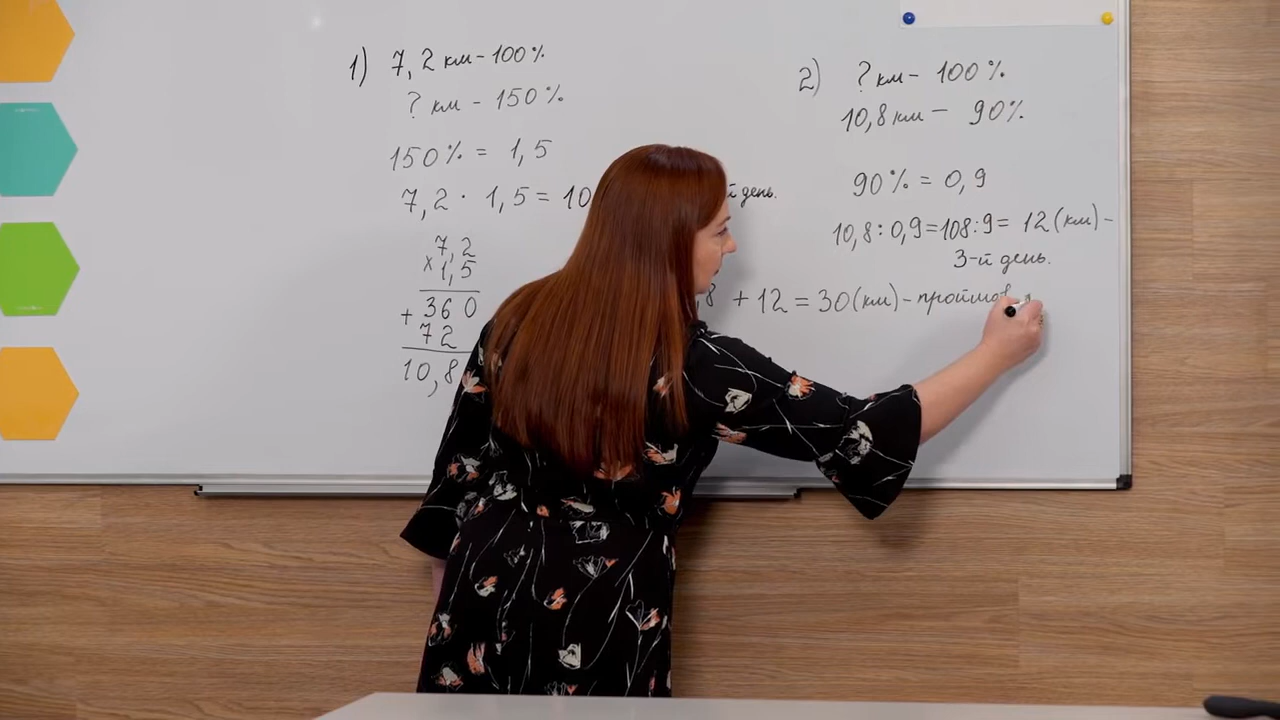 1) 7,2 км - 100%
? км - 150%
150% = 1,5
7,2 · 1,5 = 10
й день.
7,2
× 1,5
+ 360
72
10,8
2) ? км - 100%
10,8 км - 90%
90% = 0,9
10,8 : 0,9 = 108 : 9 = 12 (км) -
3-й день.
,8 + 12 = 30 (км) - пройшов